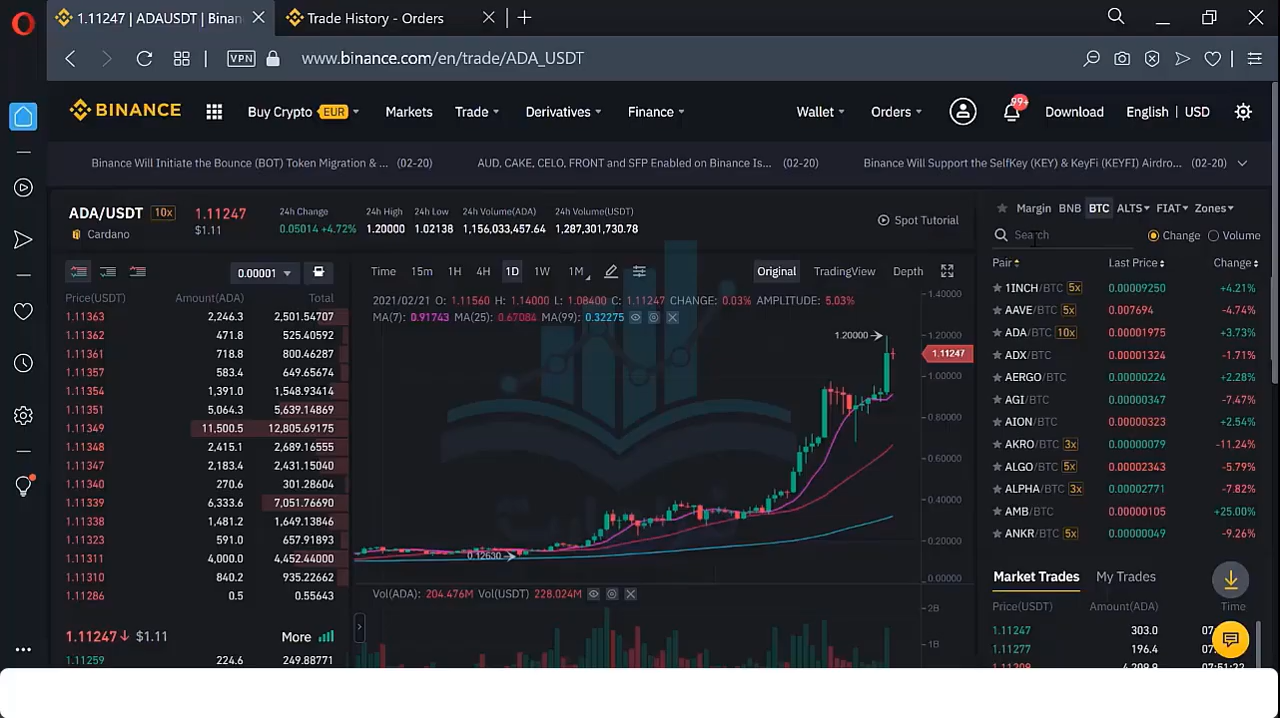 1.11247 | ADAUSDT | Binan
Trade History - Orders
VPN
www.binance.com/en/trade/ADA_USDT
BINANCE
Buy Crypto EUR
Markets
Trade
Derivatives
Finance
Wallet
Orders
99+
Download
English | USD
Binance Will Initiate the Bounce (BOT) Token Migration & ... (02-20)
AUD, CAKE, CELO, FRONT and SFP Enabled on Binance Is... (02-20)
Binance Will Support the SelfKey (KEY) & KeyFi (KEYFI) Airdro... (02-20)
ADA/USDT 10x
Cardano
1.11247
$1.11
24h Change
0.05014 +4.72%
24h High
1.20000
24h Low
1.02138
24h Volume(ADA)
1,156,033,457.64
24h Volume(USDT)
1,287,301,730.78
Spot Tutorial
0.00001
Price(USDT) Amount(ADA) Total
1.11363 2,246.3 2,501.54707
1.11362 471.8 525.40592
1.11361 718.8 800.46287
1.11357 583.4 649.65674
1.11354 1,391.0 1,548.93414
1.11351 5,064.3 5,639.14869
1.11349 11,500.5 12,805.69175
1.11348 2,415.1 2,689.16555
1.11347 2,183.4 2,431.15040
1.11340 270.6 301.28604
1.11339 6,333.6 7,051.76690
1.11338 1,481.2 1,649.13846
1.11323 591.0 657.91893
1.11311 4,000.0 4,452.44000
1.11310 840.2 935.22662
1.11286 0.5 0.55643
1.11247 $1.11 More
1.11259 224.6 249.88771
Time 15m 1H 4H 1D 1W 1M
Original TradingView Depth
2021/02/21 O: 1.11560 H: 1.14000 L: 1.08400 C: 1.11247 CHANGE: 0.03% AMPLITUDE: 5.03%
MA(7): 0.91743 MA(25): 0.67084 MA(99): 0.32275
1.40000
1.20000
1.20000
1.11247
1.00000
0.80000
0.60000
0.40000
0.20000
0.12630
0.00000
Vol(ADA): 204.476M Vol(USDT) 228.024M
2B
1B
Margin BNB BTC ALTS FIAT Zones
Search
Change Volume
Pair Last Price Change
1INCH/BTC 5x 0.00009250 +4.21%
AAVE/BTC 5x 0.007694 -4.74%
ADA/BTC 10x 0.00001975 +3.73%
ADX/BTC 0.00001324 -1.71%
AERGO/BTC 0.00000224 +2.28%
AGI/BTC 0.00000347 -7.47%
AION/BTC 0.00000323 +2.54%
AKRO/BTC 3x 0.00000079 -11.24%
ALGO/BTC 5x 0.00002343 -5.79%
ALPHA/BTC 3x 0.00002771 -7.82%
AMB/BTC 0.00000105 +25.00%
ANKR/BTC 5x 0.00000049 -9.26%
Market Trades My Trades
Price(USDT) Amount(ADA) Time
1.11247 303.0 07
1.11277 196.4 07